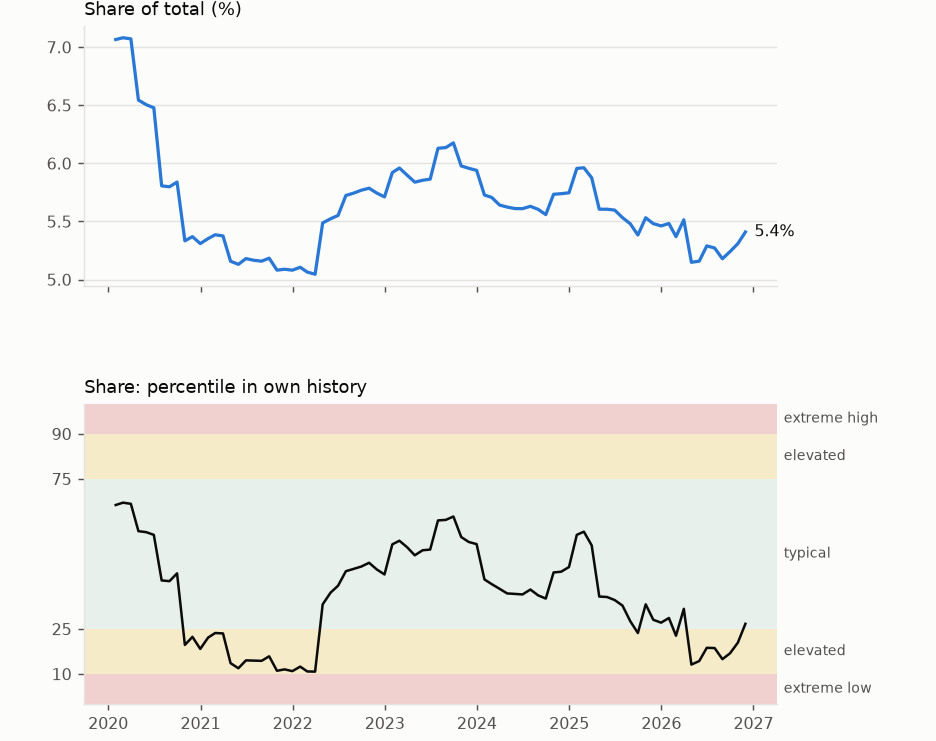 Share of total (%)
7.0
6.5
6.0
5.5
5.4%
5.0
Share: percentile in own history
extreme high
90
elevated
75
typical
25
elevated
10
extreme low
2020 2021 2022 2023 2024 2025 2026 2027